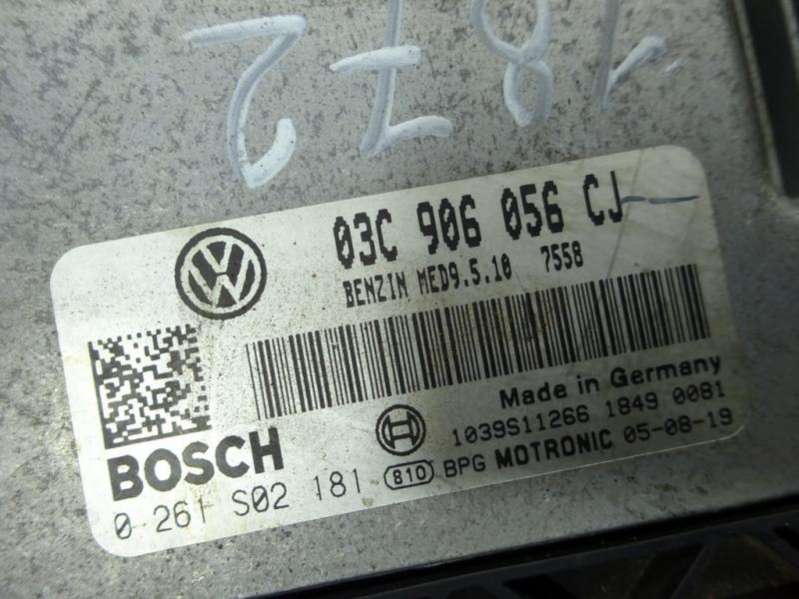 1872
03C 906 056 CJ
BENZIN MED9.5.10 7558
Made in Germany
1039S11266 1849 0081
BOSCH
810 BPG MOTRONIC 05-08-19
0 261 S02 181